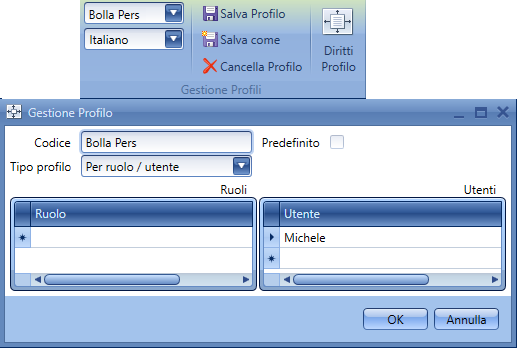 Bolla Pers
Salva Profilo
Italiano
Salva come
Cancella Profilo
Diritti
Profilo
Gestione Profili
Gestione Profilo
Codice
Bolla Pers
Predefinito
Tipo profilo
Per ruolo / utente
Ruoli
Utenti
Ruolo
Utente
Michele
OK
Annulla